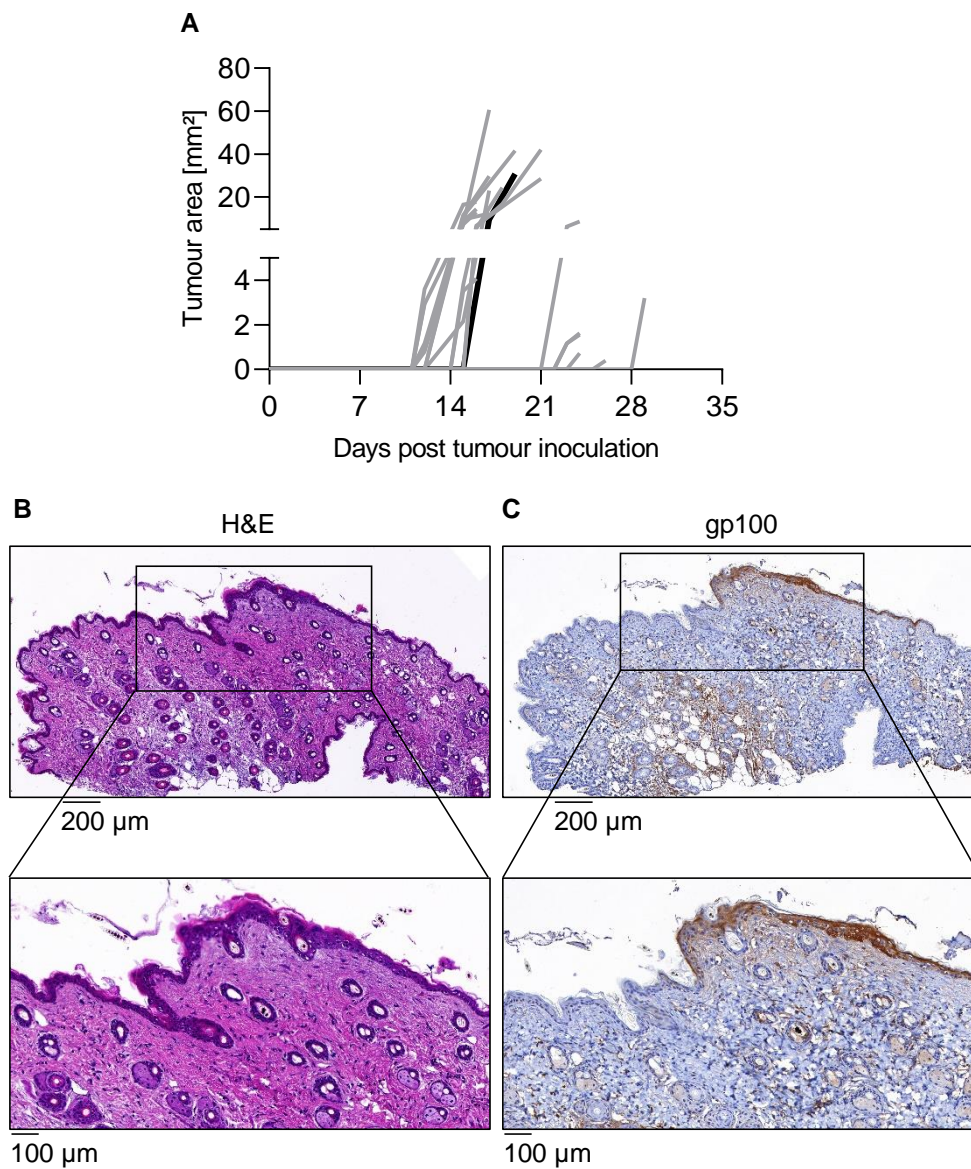 A
Tumour area [mm²]
80
60
40
20
4
2
0
0 7 14 21 28 35
Days post tumour inoculation
B
H&E
C
gp100
200 µm
200 µm
100 µm
100 µm